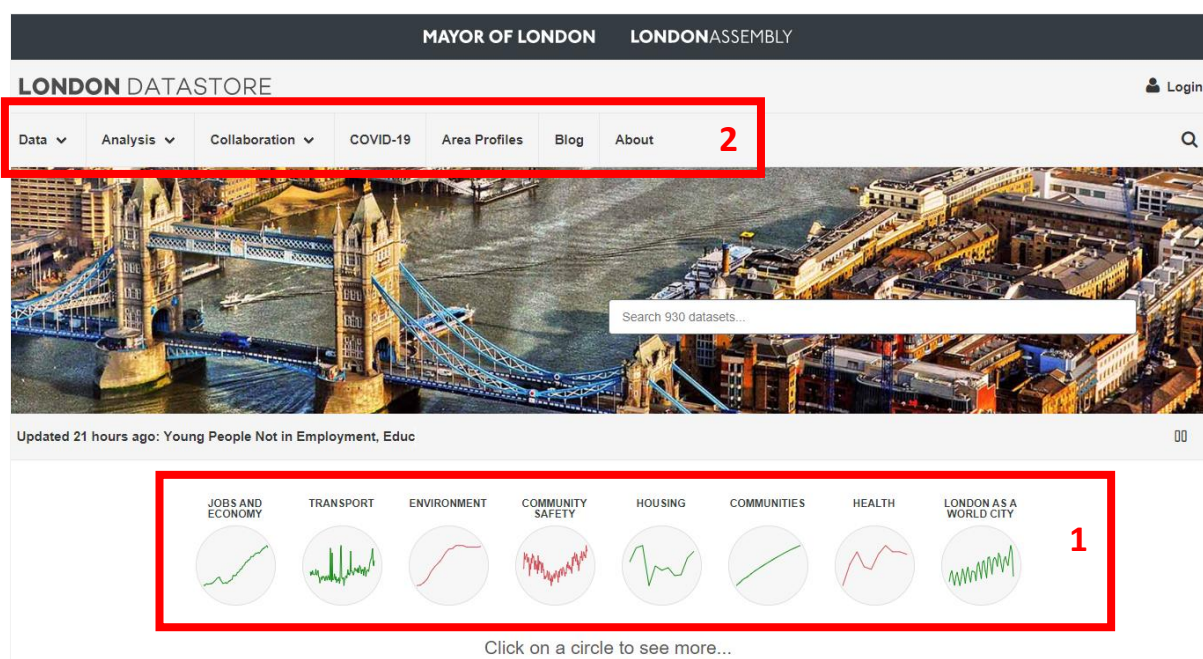 MAYOR OF LONDON LONDONASSEMBLY
LONDON DATASTORE
Login
Data Analysis Collaboration COVID-19 Area Profiles Blog About
2
Search 930 datasets...
Updated 21 hours ago: Young People Not in Employment, Educ
JOBS AND ECONOMY
TRANSPORT
ENVIRONMENT
COMMUNITY SAFETY
HOUSING
COMMUNITIES
HEALTH
LONDON AS A WORLD CITY
1
Click on a circle to see more...